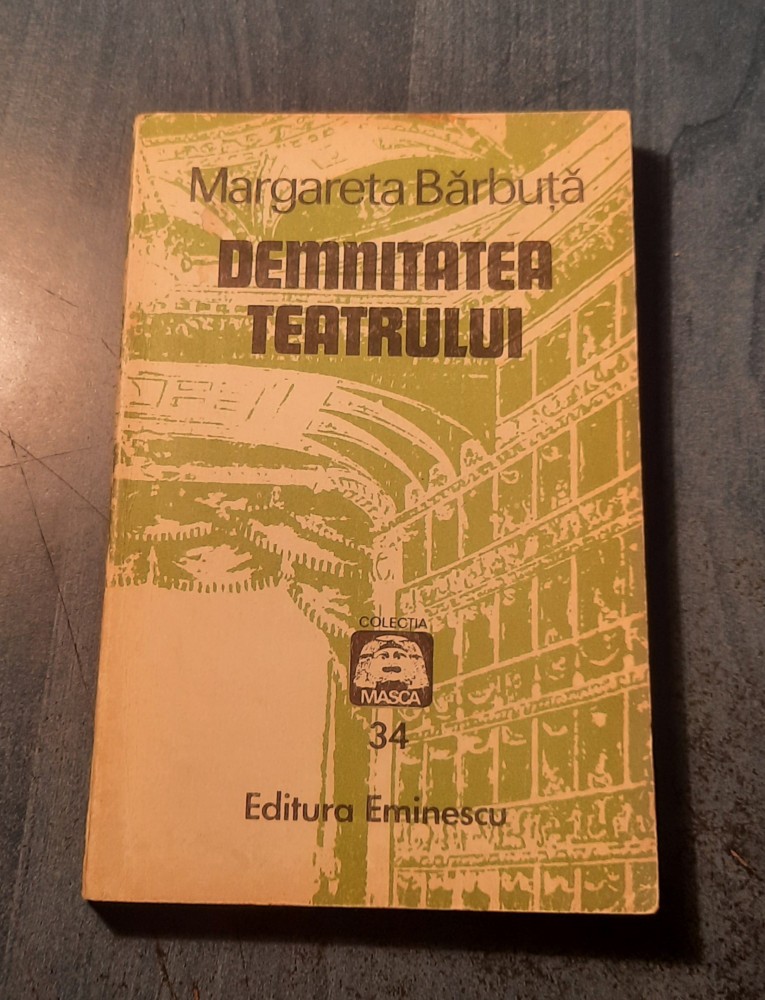 Margareta Bărbuță
DEMNITATEA
TEATRULUI
COLECȚIA
MASCA
34
Editura Eminescu